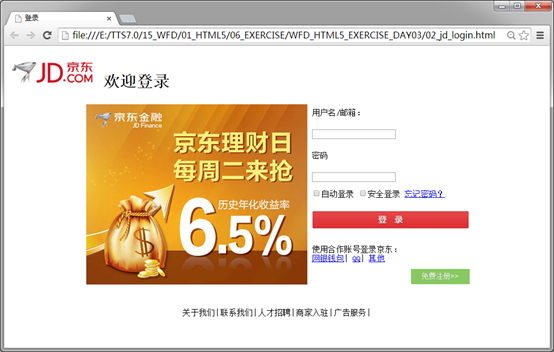 登录
file:///E:/TTS7.0/15_WFD/01_HTML5/06_EXERCISE/WFD_HTML5_EXERCISE_DAY03/02_jd_login.html
JD 京东
.COM
欢迎登录
京东金融
JD Finance
京东理财日
每周二来抢
历史年化收益率
6.5%
$
用户名/邮箱：
密码
自动登录 安全登录 忘记密码？
登 录
使用合作账号登录京东：
网银钱包| qq| 其他
免费注册>>
关于我们| 联系我们| 人才招聘| 商家入驻| 广告服务|